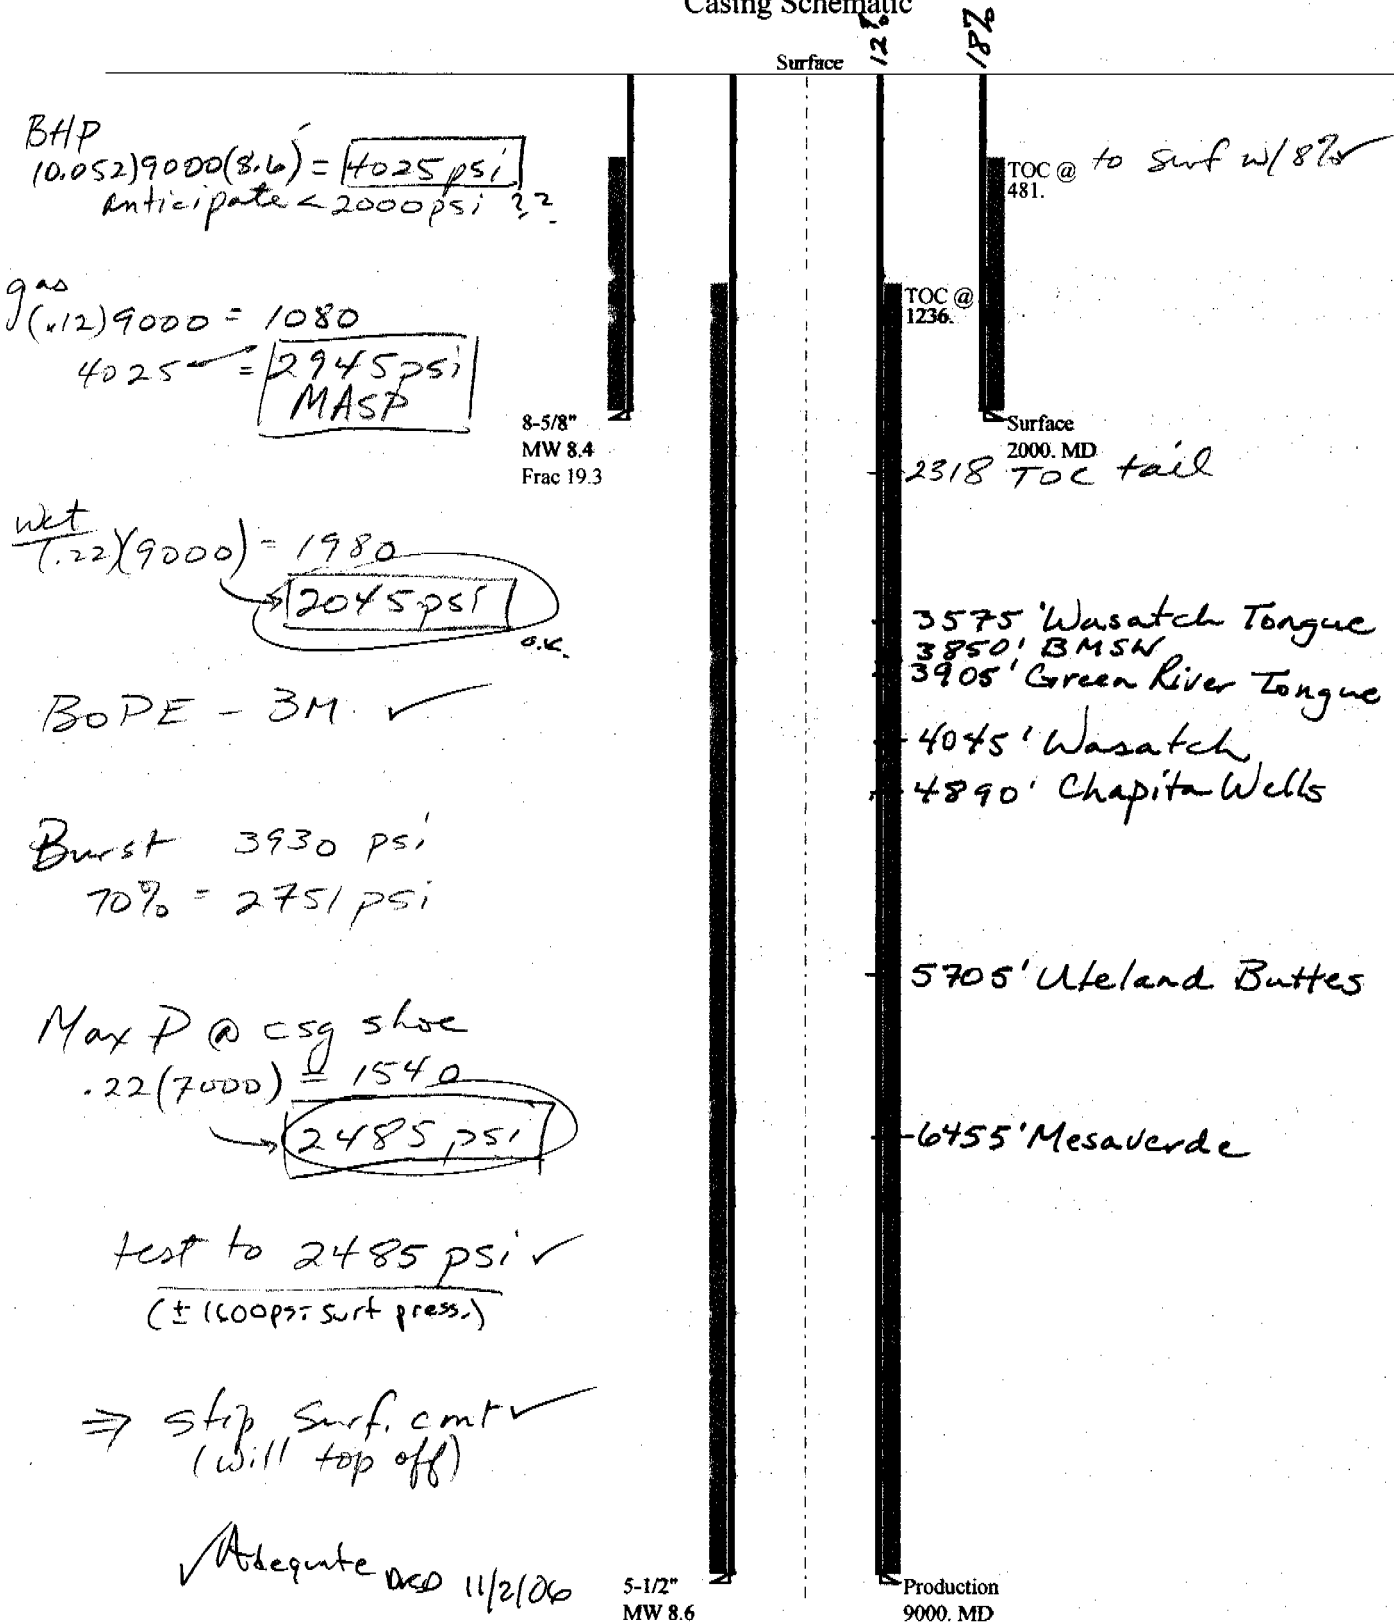 Casing Schematic
12%
18%
Surface
BHP
(0.052)9000(8.6) = 4025 psi
anticipate < 2000 psi ??
gas
(.12)9000 = 1080
4025 = 2945 psi
MASP
wet
(.22)(9000) = 1980
2045 psi
O.K.
BOPE - 3M ✓
Burst 3930 psi
70% = 2751 psi
Max P @ csg shoe
.22(7000) = 1540
2485 psi
test to 2485 psi ✓
(± 1600 psi surf press.)
⇒ stip surf. cmt ✓
(will top off)
✓ Adequate DKD 11/2/06
8-5/8"
MW 8.4
Frac 19.3
5-1/2"
MW 8.6
TOC @
481.
to surf w/ 8% ✓
TOC @
1236.
Surface
2000. MD
2318 TOC tail
3575' Wasatch Tongue
3850' BMSW
3905' Green River Tongue
4045' Wasatch
4890' Chapita Wells
5705' Uteland Buttes
6455' Mesaverde
Production
9000. MD